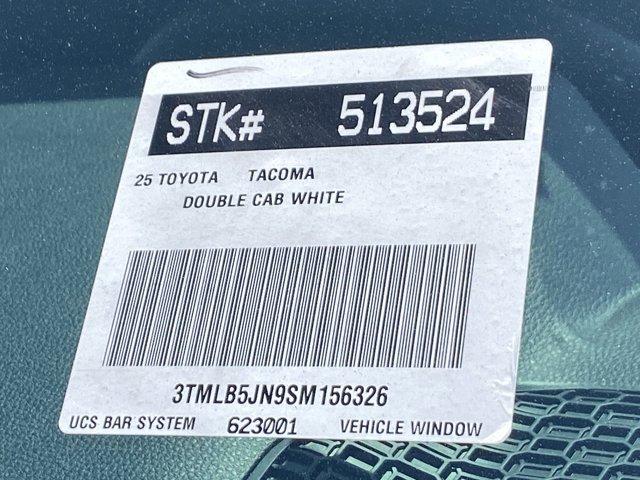 STK# 513524
25 TOYOTA TACOMA
DOUBLE CAB WHITE
3TMLB5JN9SM156326
UCS BAR SYSTEM 623001 VEHICLE WINDOW